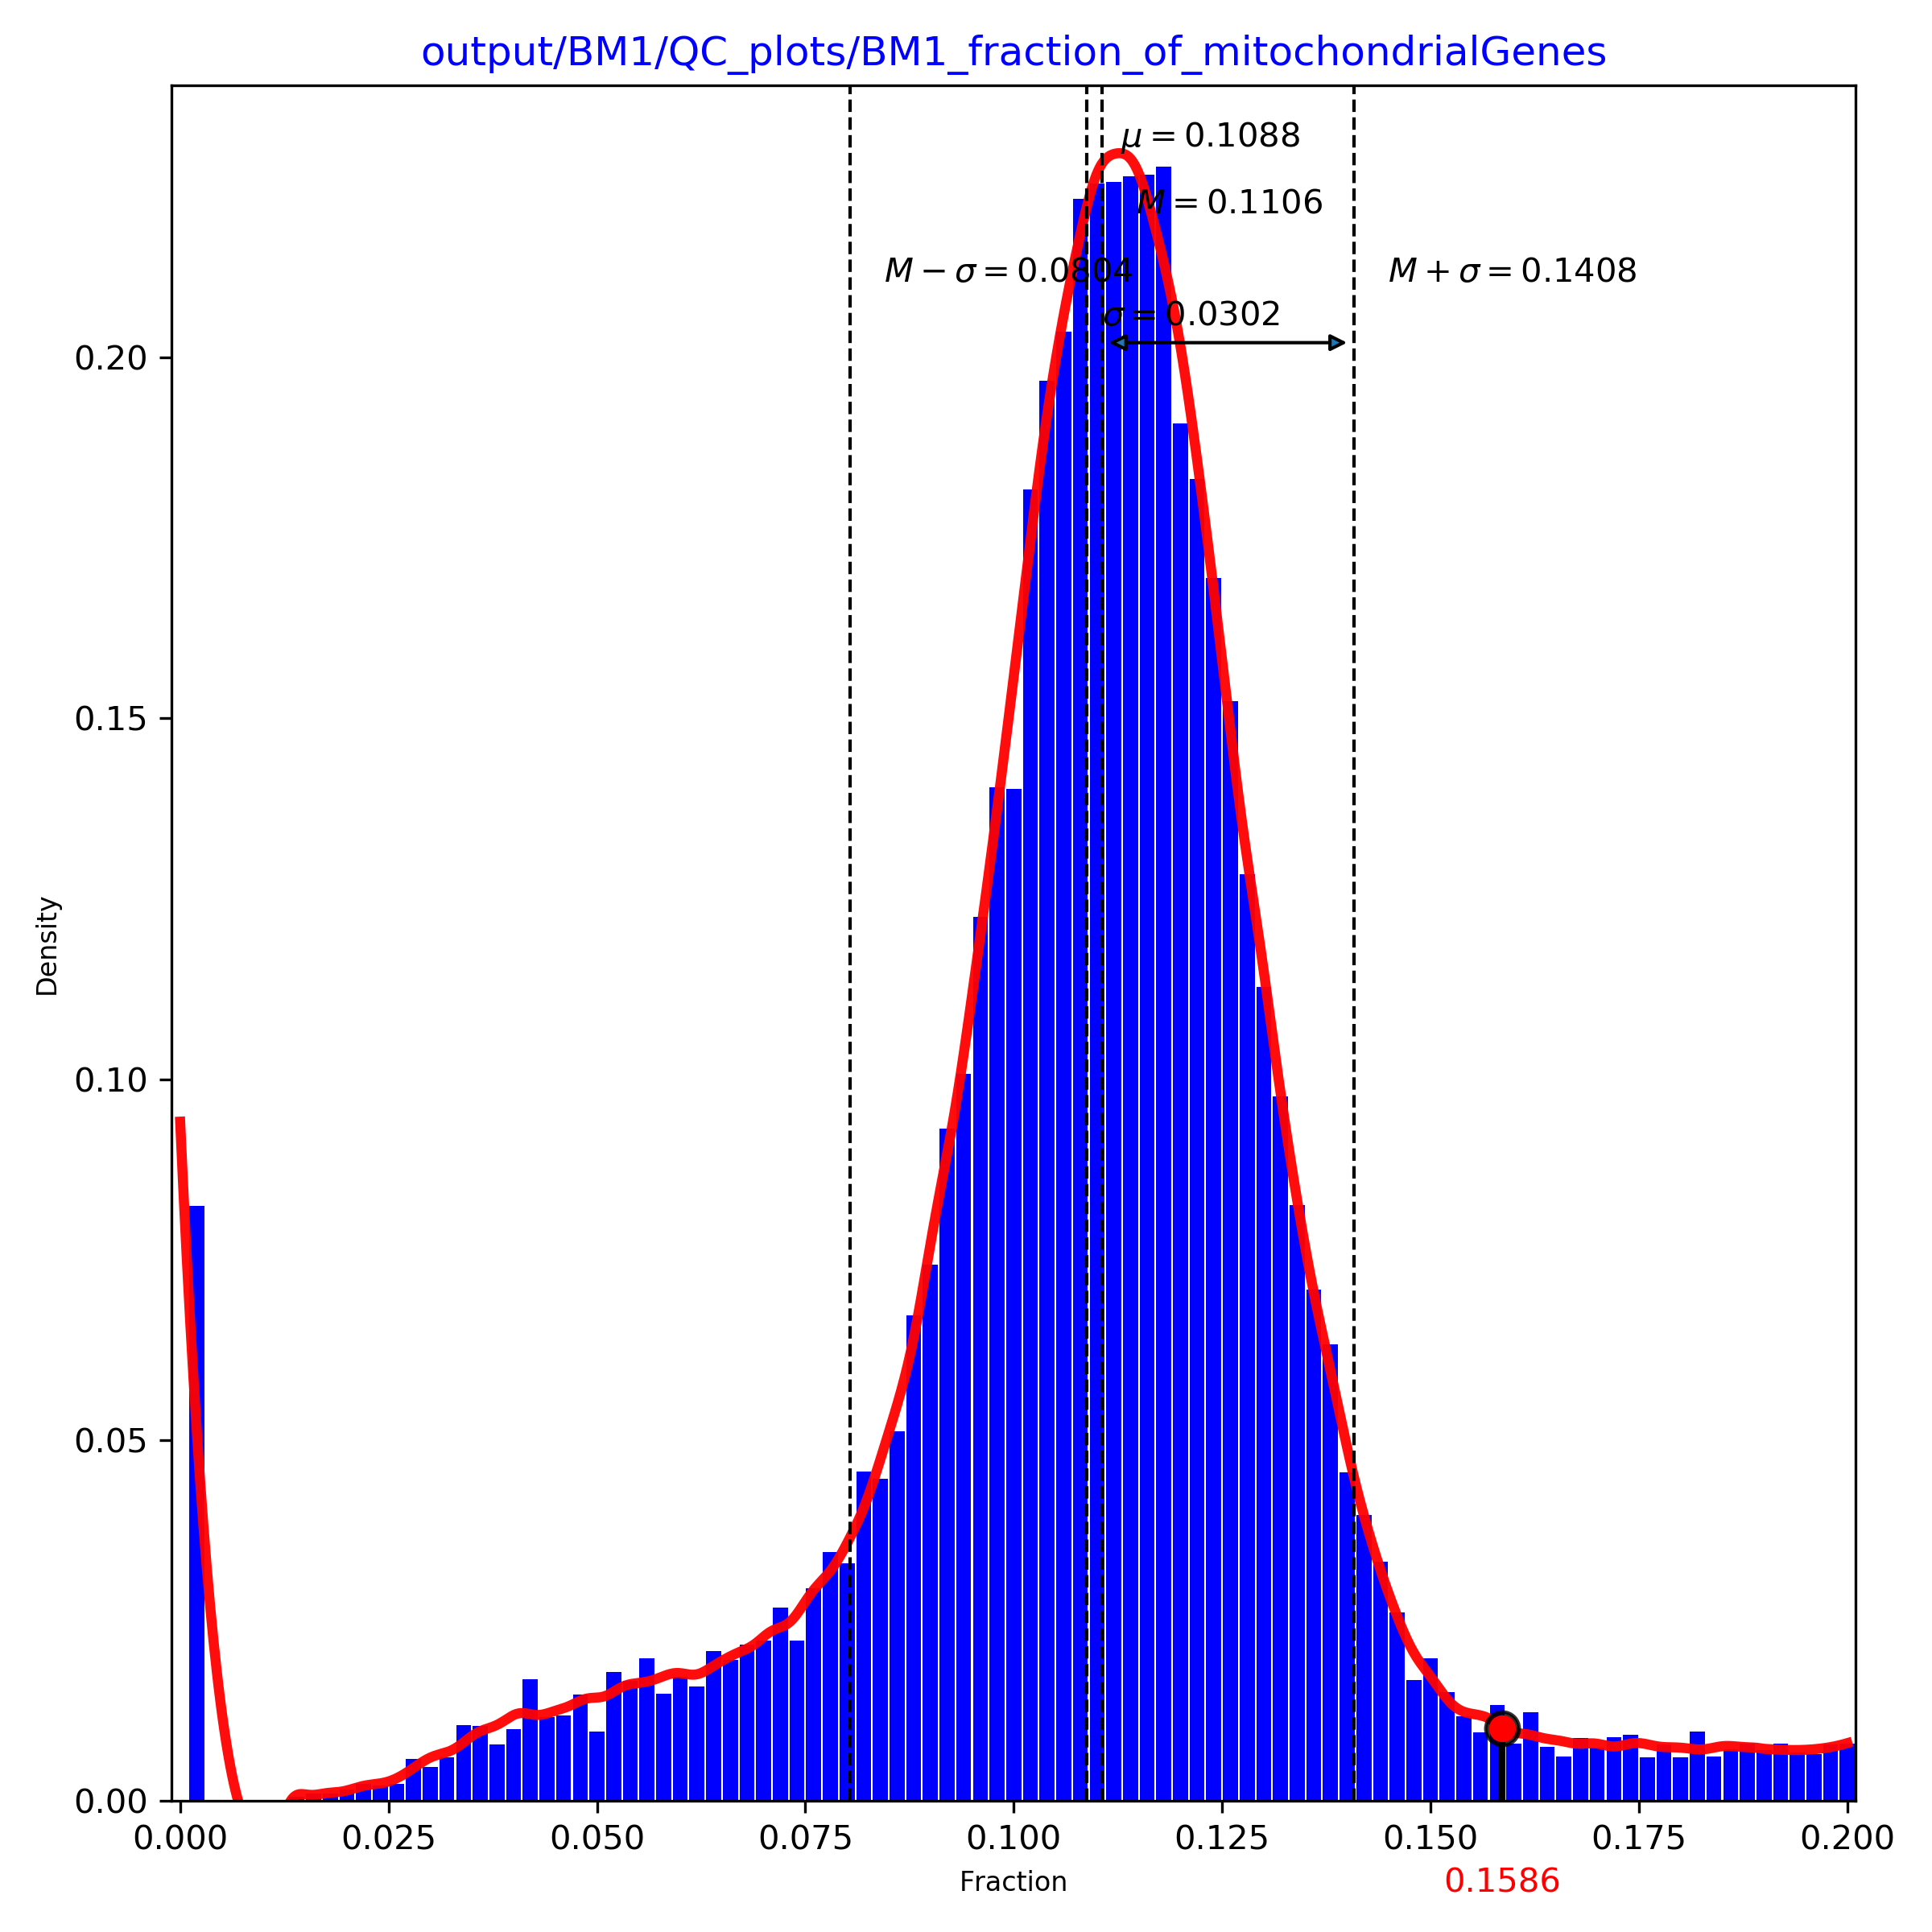 output/BM1/QC_plots/BM1_fraction_of_mitochondrialGenes
μ = 0.1088
M = 0.1106
M − σ = 0.0804
M + σ = 0.1408
σ = 0.0302
0.20
0.15
0.10
0.05
0.00
Density
0.000 0.025 0.050 0.075 0.100 0.125 0.150 0.175 0.200
Fraction
0.1586